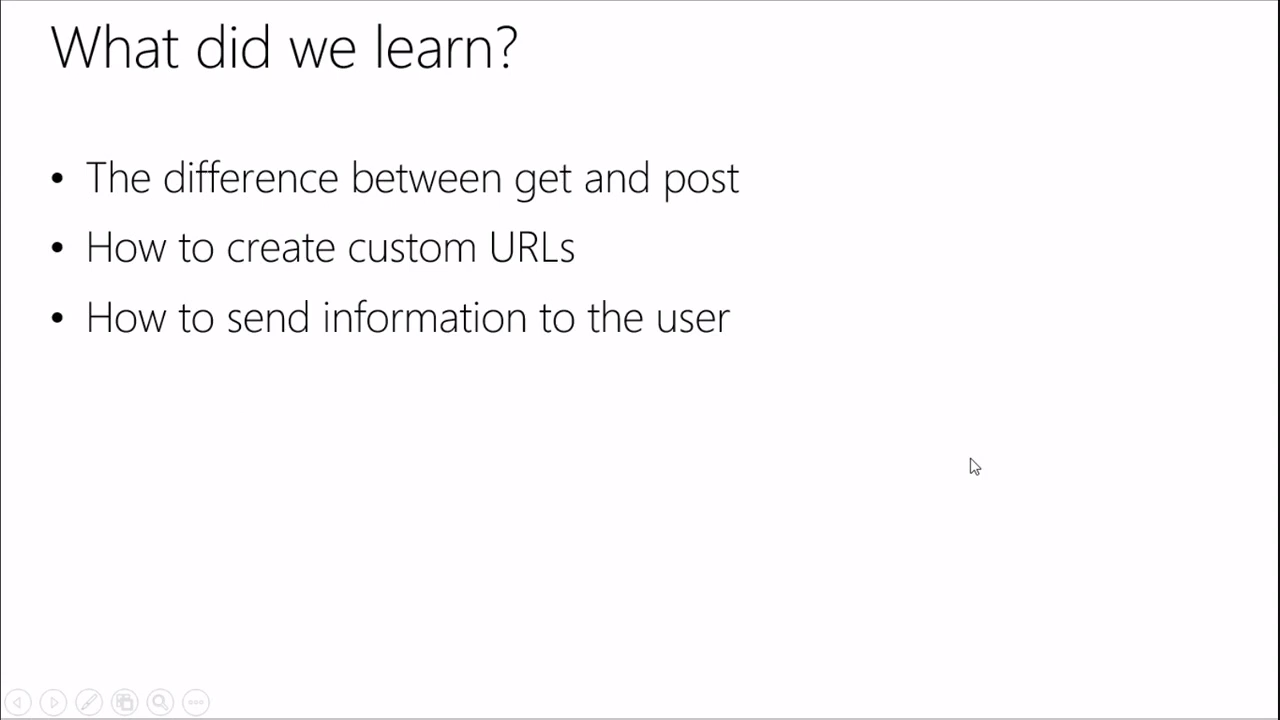 What did we learn?
• The difference between get and post
• How to create custom URLs
• How to send information to the user